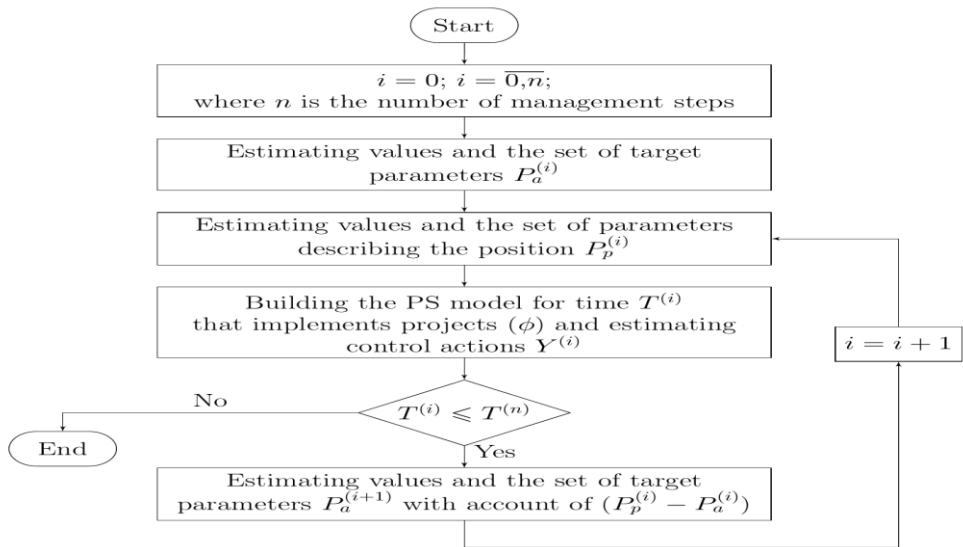 Start
i = 0; i = \overline{0,n};
where n is the number of management steps
Estimating values and the set of target
parameters P_a^{(i)}
Estimating values and the set of parameters
describing the position P_p^{(i)}
Building the PS model for time T^{(i)}
that implements projects (ϕ) and estimating
control actions Y^{(i)}
i = i + 1
No
T^{(i)} ⩽ T^{(n)}
End
Yes
Estimating values and the set of target
parameters P_a^{(i+1)} with account of (P_p^{(i)} − P_a^{(i)})